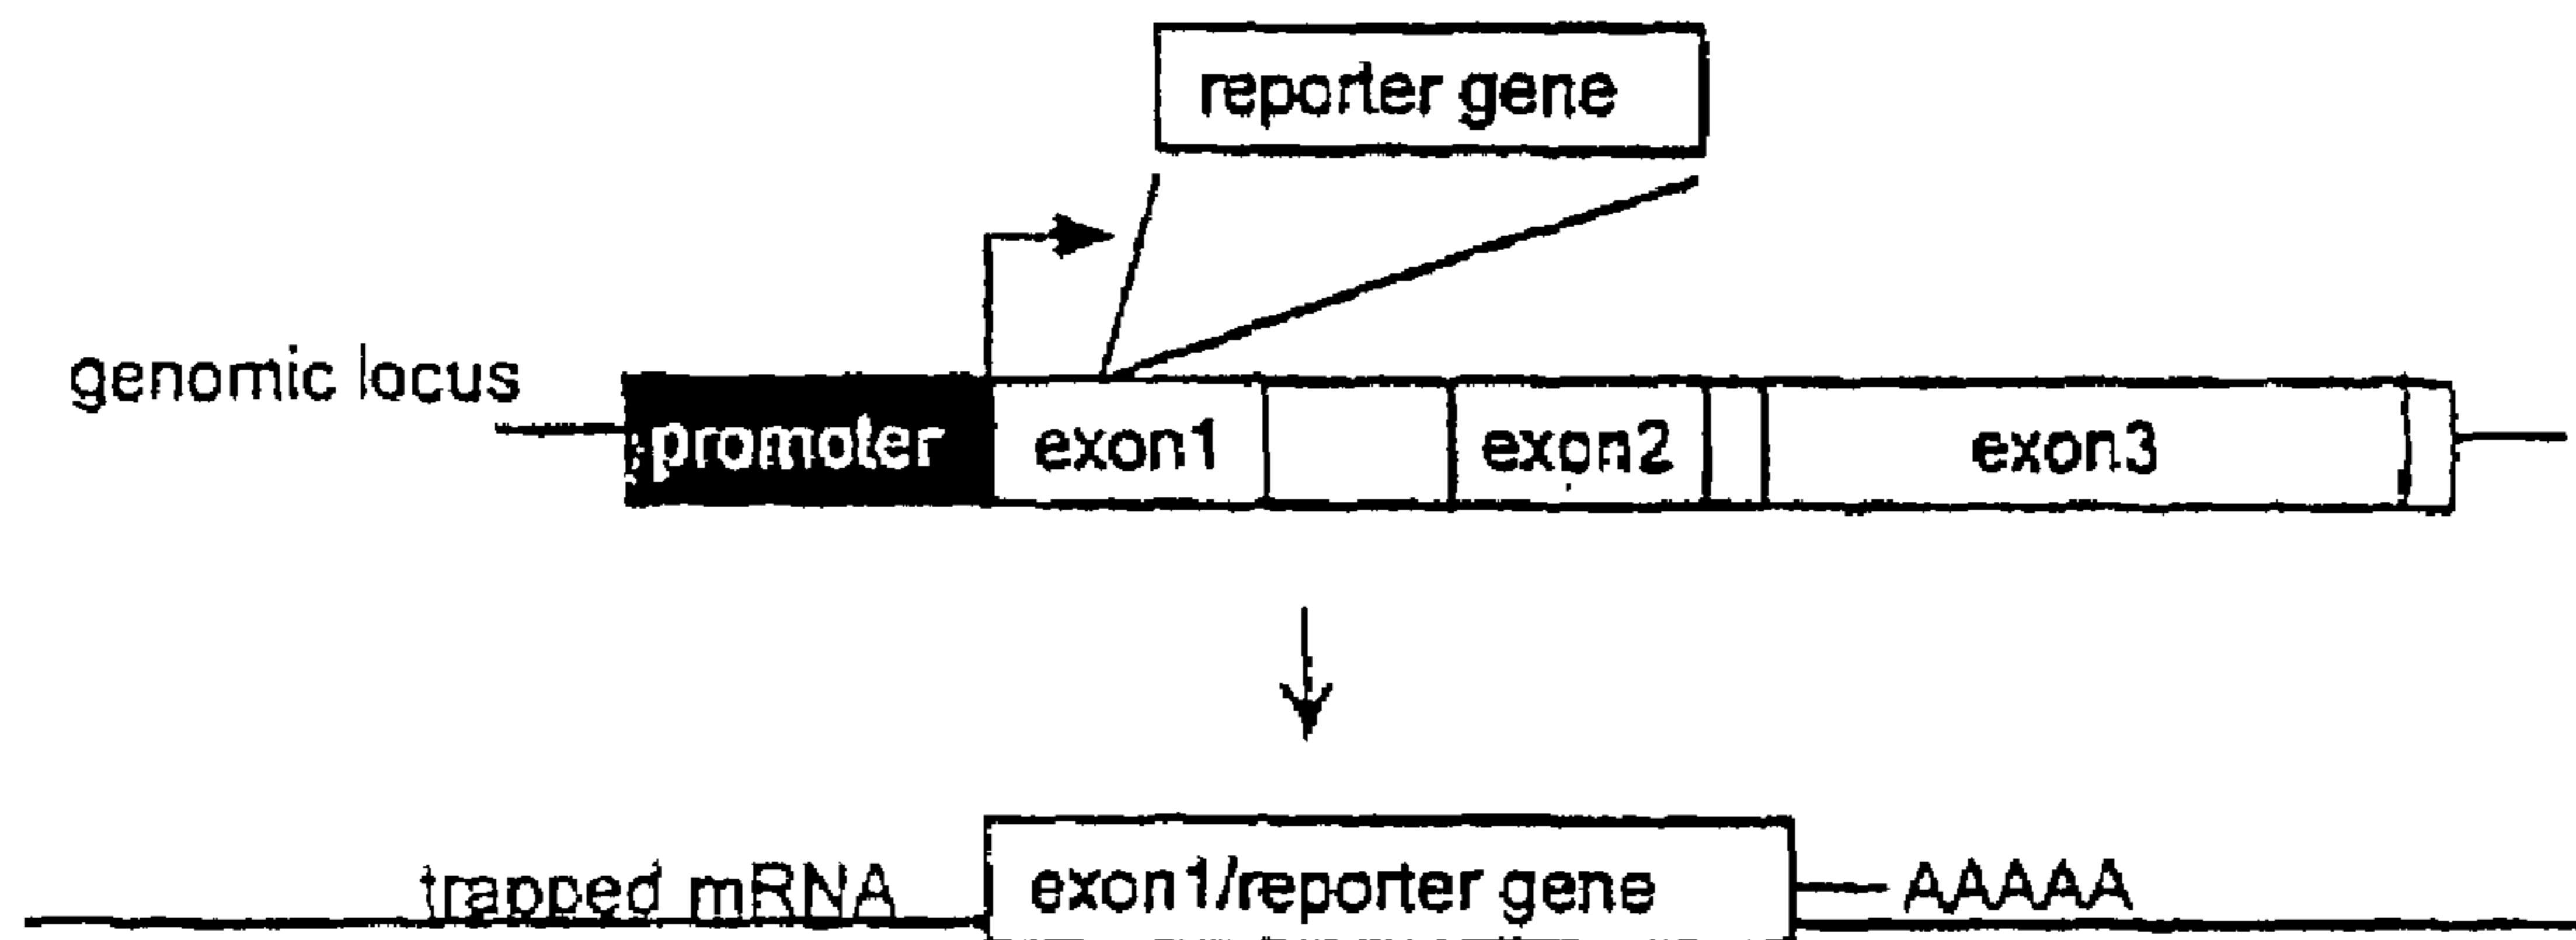 reporter gene
genomic locus
promoter exon1 exon2 exon3
trapped mRNA exon1/reporter gene AAAAA